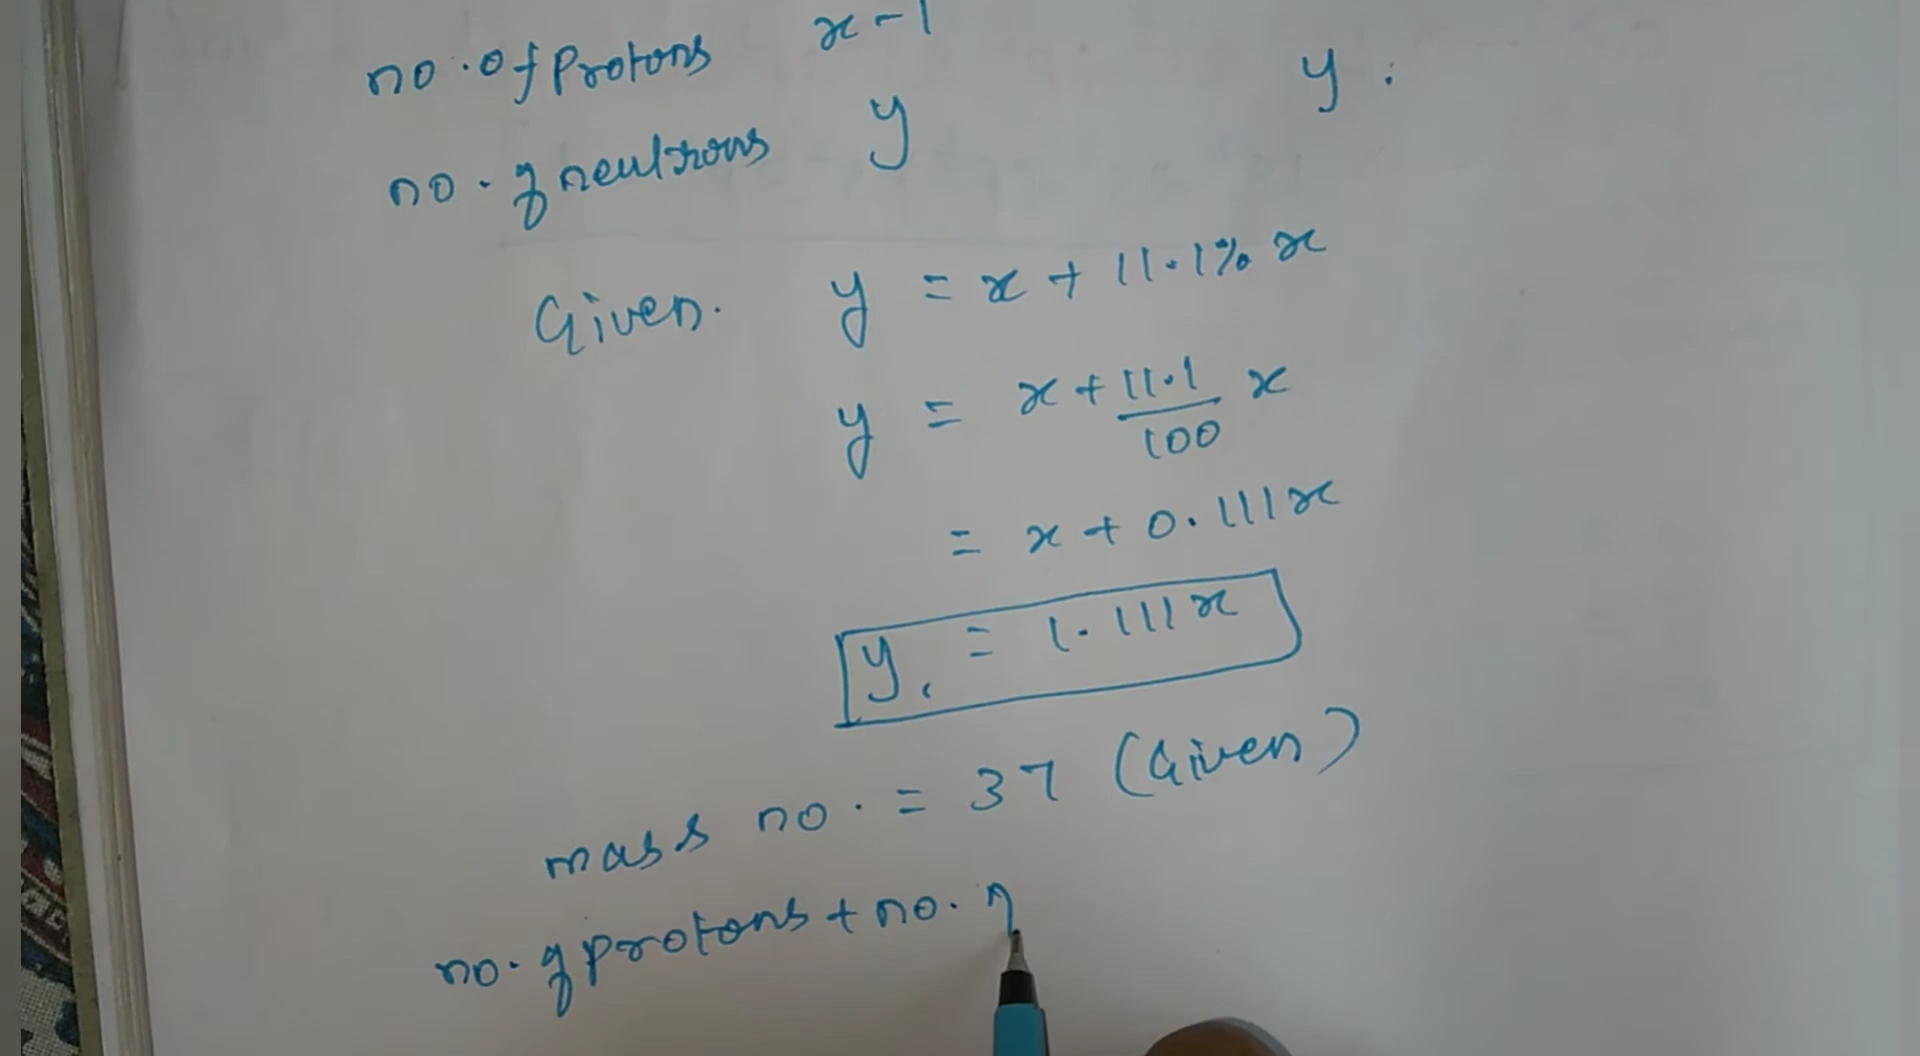 no. of Protons x-1
y.
no. of neutrons y
Given. y = x + 11.1% x
y = x + 11.1/100 x
= x + 0.111x
y. = 1.111x
mass no. = 37 (Given)
no. of protons + no.